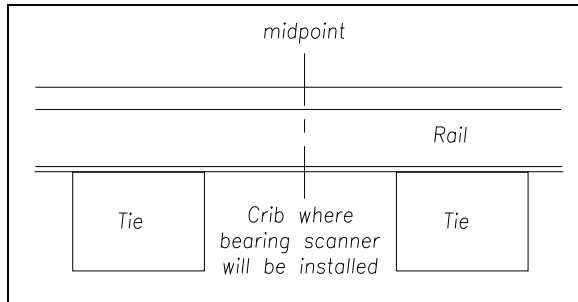 midpoint
Rail
Tie
Crib where
bearing scanner
will be installed
Tie